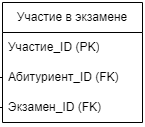 Участие в экзамене
Участие_ID (PK)
Абитуриент_ID (FK)
Экзамен_ID (FK)